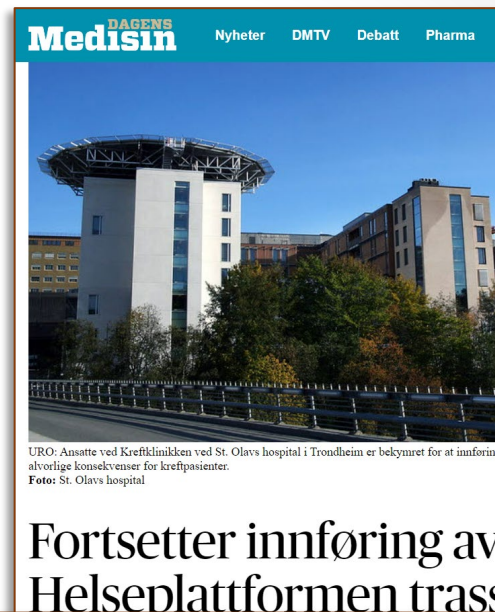 DAGENS
Medisin
Nyheter DMTV Debatt Pharma
URO: Ansatte ved Kreftklinikken ved St. Olavs hospital i Trondheim er bekymret for at innførin
alvorlige konsekvenser for kreftpasienter.
Foto: St. Olavs hospital
Fortsetter innføring av
Helseplattformen trass